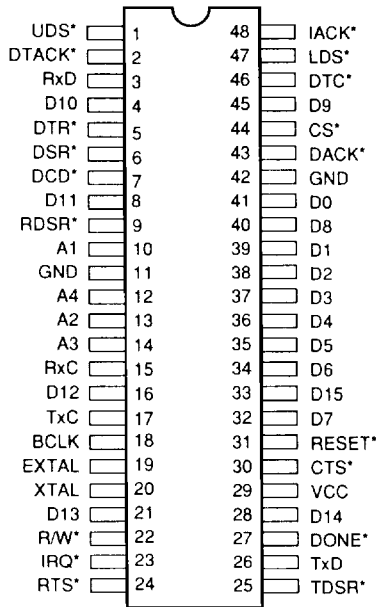 UDS* 1 48 IACK*
DTACK* 2 47 LDS*
RxD 3 46 DTC*
D10 4 45 D9
DTR* 5 44 CS*
DSR* 6 43 DACK*
DCD* 7 42 GND
D11 8 41 D0
RDSR* 9 40 D8
A1 10 39 D1
GND 11 38 D2
A4 12 37 D3
A2 13 36 D4
A3 14 35 D5
RxC 15 34 D6
D12 16 33 D15
TxC 17 32 D7
BCLK 18 31 RESET*
EXTAL 19 30 CTS*
XTAL 20 29 VCC
D13 21 28 D14
R/W* 22 27 DONE*
IRQ* 23 26 TxD
RTS* 24 25 TDSR*